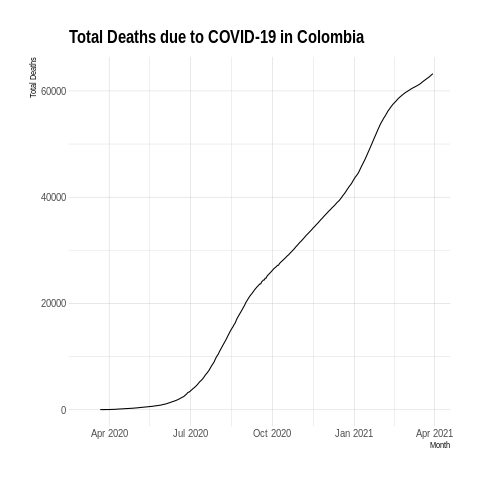 Total Deaths due to COVID-19 in Colombia
Total Deaths
60000
40000
20000
0
Apr 2020 Jul 2020 Oct 2020 Jan 2021 Apr 2021
Month